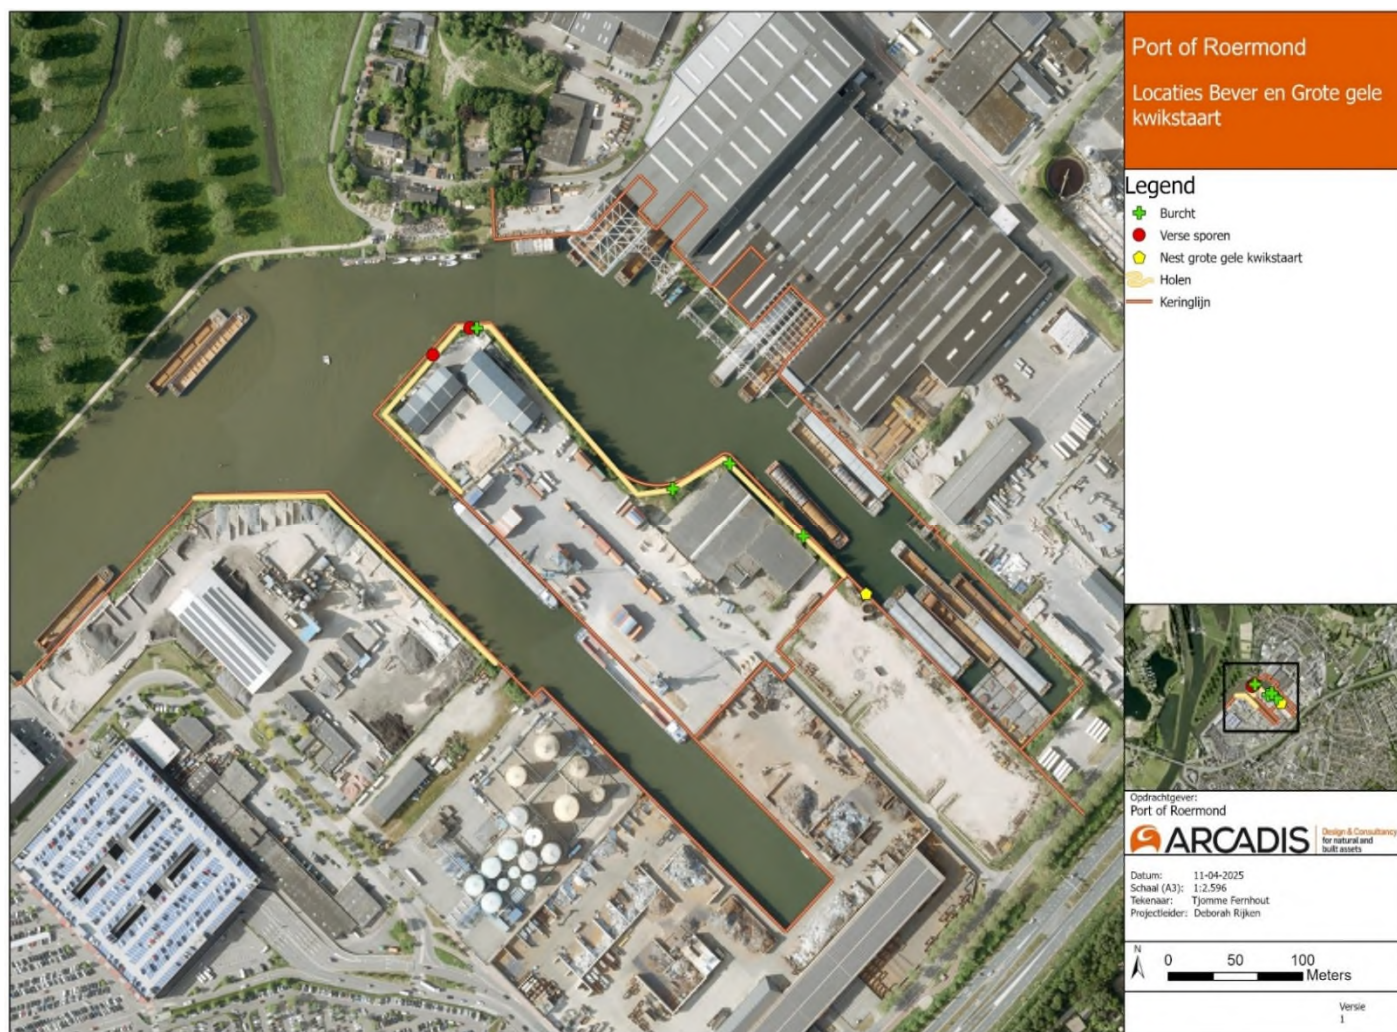 Port of Roermond
Locaties Bever en Grote gele
kwikstaart
Legend
Burcht
Verse sporen
Nest grote gele kwikstaart
Holen
Keringlijn
Opdrachtgever:
Port of Roermond
ARCADIS
Design & Consultancy
for natural and
built assets
Datum: 11-04-2025
Schaal (A3): 1:2.596
Tekenaar: Tjomme Fernhout
Projectleider: Deborah Rijken
N
0 50 100
Meters
Versie
1